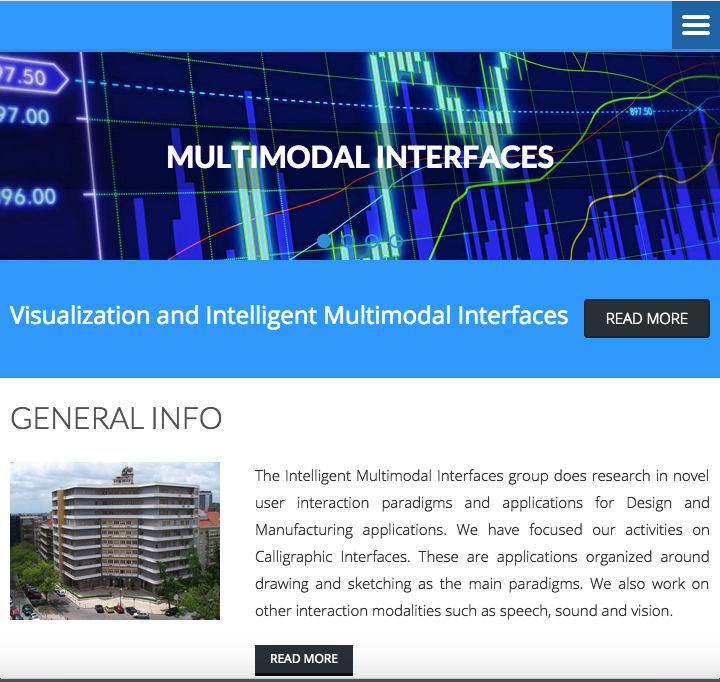 897.50
897.00
896.00
897.50
MULTIMODAL INTERFACES
Visualization and Intelligent Multimodal Interfaces
READ MORE
GENERAL INFO
The Intelligent Multimodal Interfaces group does research in novel
user interaction paradigms and applications for Design and
Manufacturing applications. We have focused our activities on
Calligraphic Interfaces. These are applications organized around
drawing and sketching as the main paradigms. We also work on
other interaction modalities such as speech, sound and vision.
READ MORE